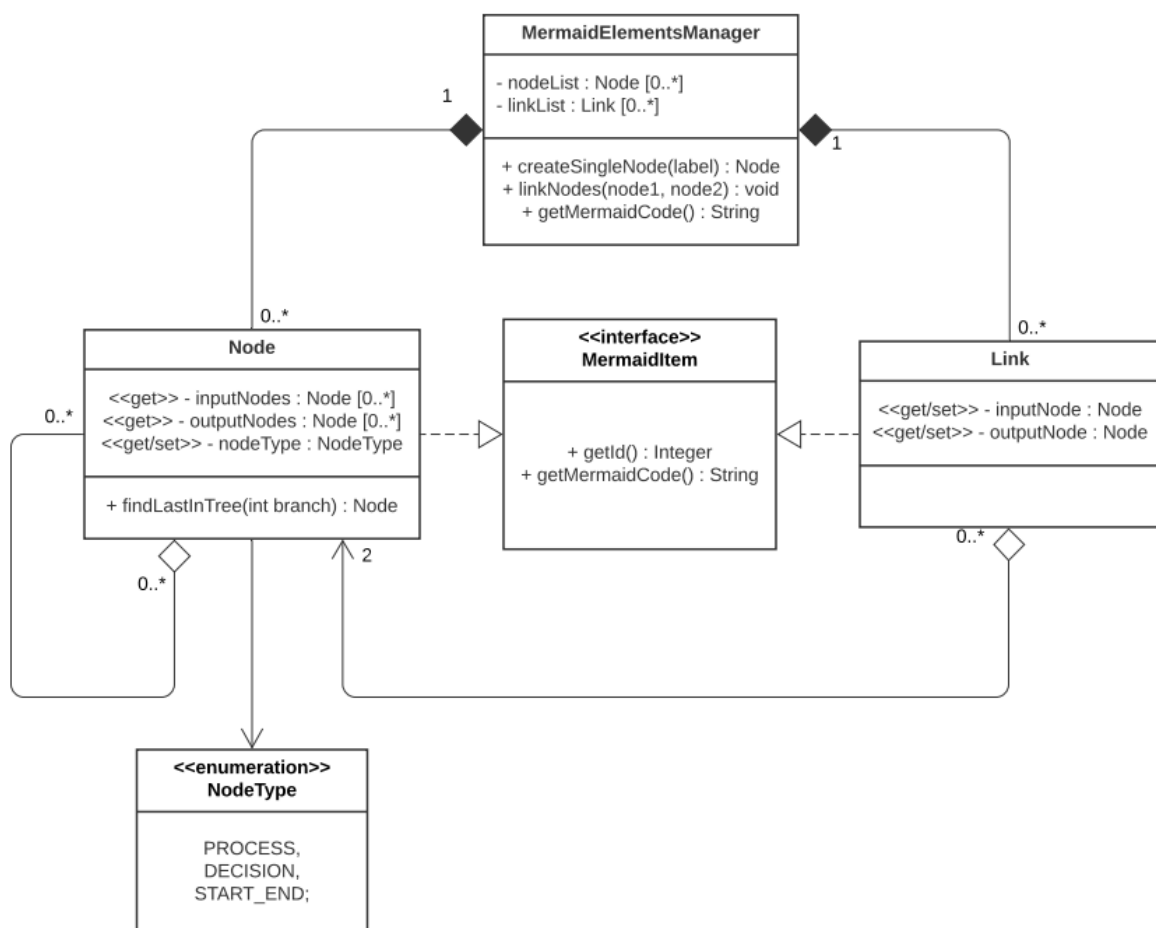 MermaidElementsManager
- nodeList : Node [0..*]
- linkList : Link [0..*]
+ createSingleNode(label) : Node
+ linkNodes(node1, node2) : void
+ getMermaidCode() : String
1
1
0..*
0..*
Node
<<get>> - inputNodes : Node [0..*]
<<get>> - outputNodes : Node [0..*]
<<get/set>> - nodeType : NodeType
+ findLastInTree(int branch) : Node
0..*
0..*
2
<<interface>>
MermaidItem
+ getId() : Integer
+ getMermaidCode() : String
Link
<<get/set>> - inputNode : Node
<<get/set>> - outputNode : Node
0..*
<<enumeration>>
NodeType
PROCESS,
DECISION,
START_END;